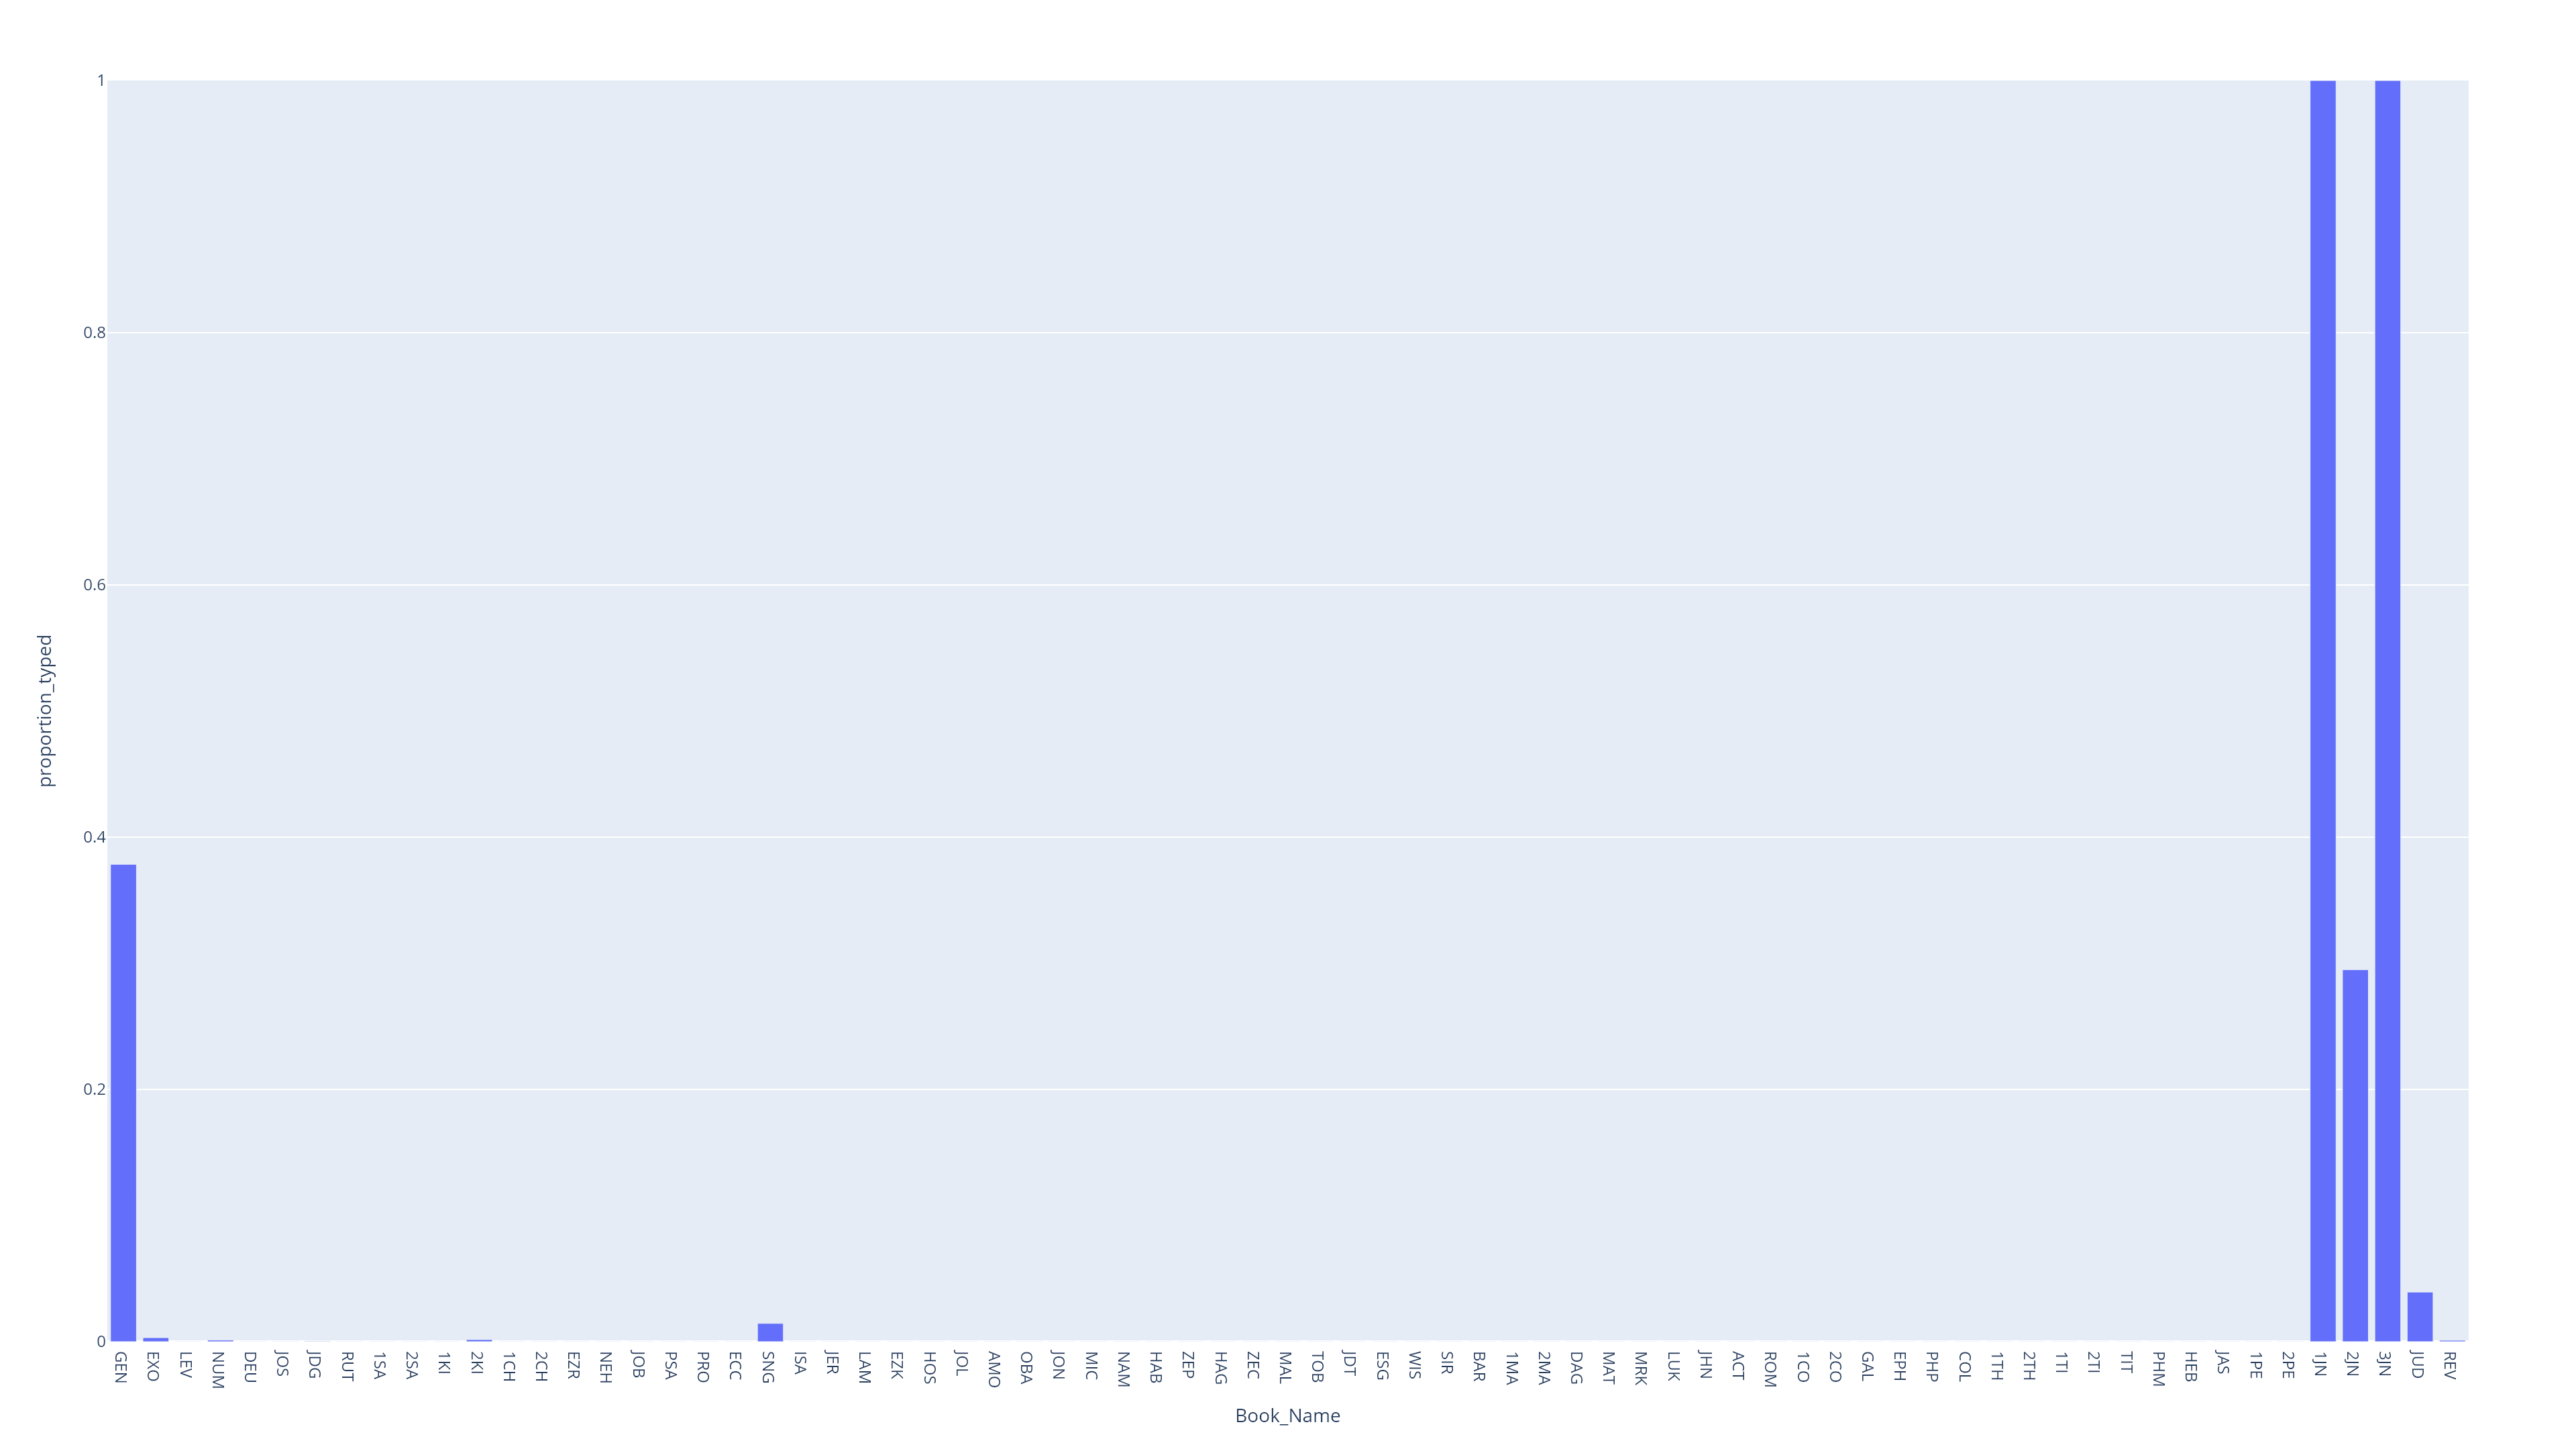 proportion_typed
1
0.8
0.6
0.4
0.2
0
GEN
EXO
LEV
NUM
DEU
JOS
JDG
RUT
1SA
2SA
1KI
2KI
1CH
2CH
EZR
NEH
JOB
PSA
PRO
ECC
SNG
ISA
JER
LAM
EZK
HOS
JOL
AMO
OBA
JON
MIC
NAM
HAB
ZEP
HAG
ZEC
MAL
TOB
JDT
ESG
WIS
SIR
BAR
1MA
2MA
DAG
MAT
MRK
LUK
JHN
ACT
ROM
1CO
2CO
GAL
EPH
PHP
COL
1TH
2TH
1TI
2TI
TIT
PHM
HEB
JAS
1PE
2PE
1JN
2JN
3JN
JUD
REV
Book_Name